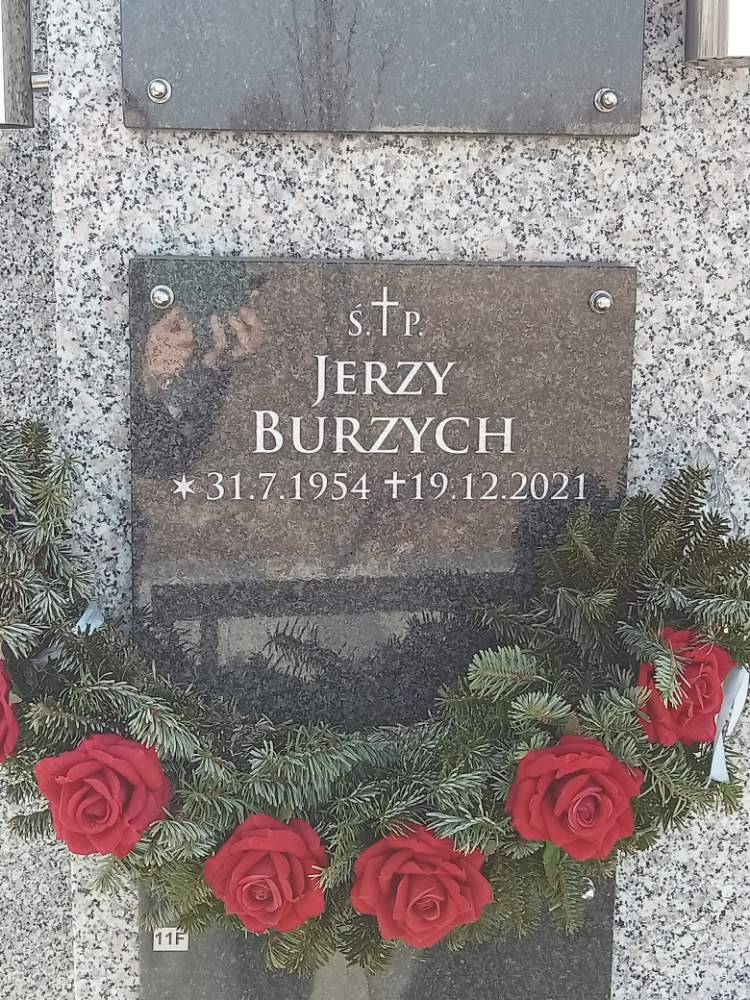 Ś. † P.
JERZY
BURZYCH
✶ 31.7.1954 †19.12.2021
11F